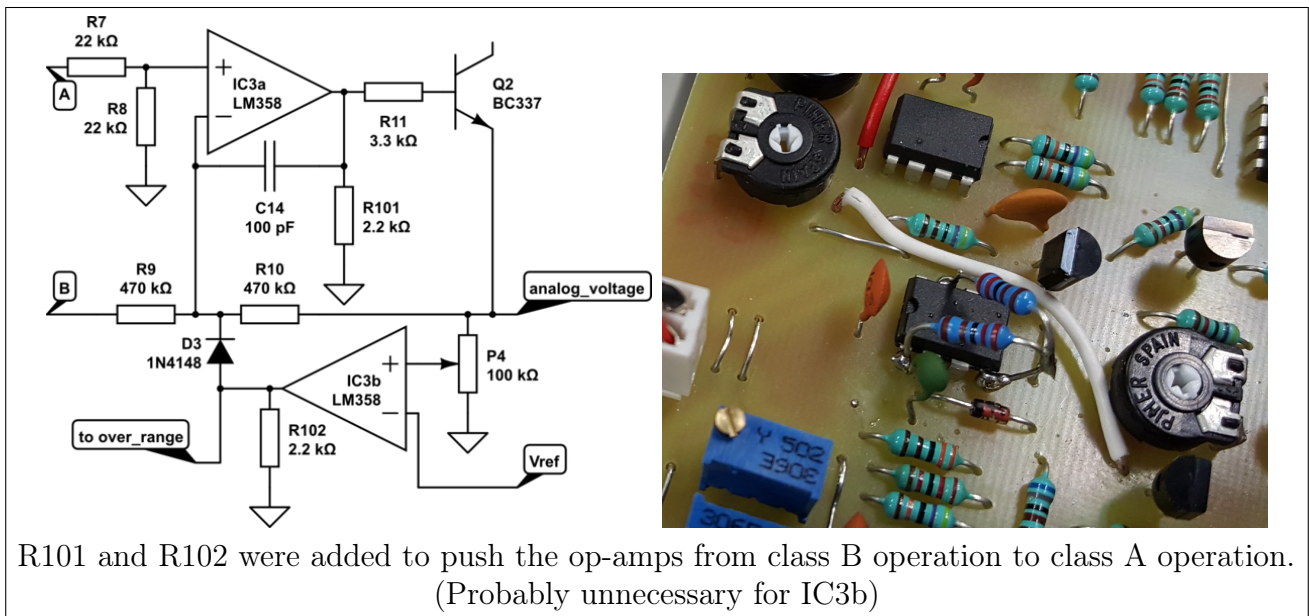 R7
22 kΩ
A
R8
22 kΩ
+
IC3a
LM358
−
R11
3.3 kΩ
Q2
BC337
C14
100 pF
R101
2.2 kΩ
B
R9
470 kΩ
R10
470 kΩ
analog_voltage
D3
1N4148
+
IC3b
LM358
−
P4
100 kΩ
to over_range
R102
2.2 kΩ
Vref
PIHER
PIHER SPAIN
Y 502
3906
306
R101 and R102 were added to push the op-amps from class B operation to class A operation.
(Probably unnecessary for IC3b)